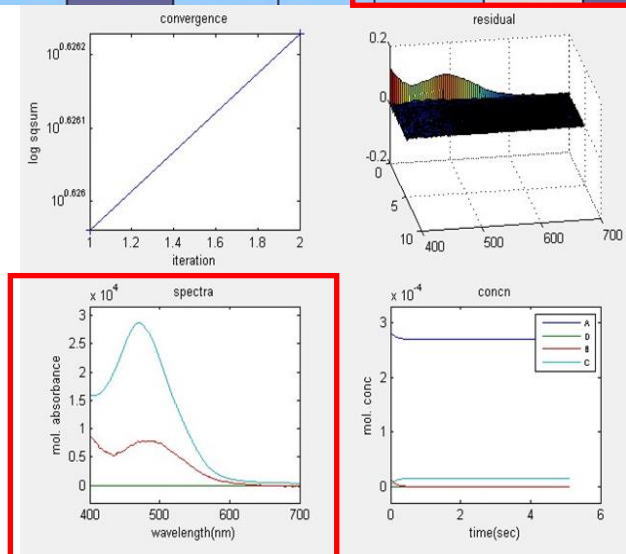 convergence
10^0.6262
10^0.6261
10^0.626
log sqsum
1 1.2 1.4 1.6 1.8 2
iteration
residual
0.2
0
-0.2
0
5
10
400 500 600 700
spectra
x 10^4
3
2.5
2
1.5
1
0.5
0
mol. absorbance
400 500 600 700
wavelength(nm)
concn
x 10^-4
3
2
1
0
mol. conc
0 2 4 6
time(sec)
A
D
B
C